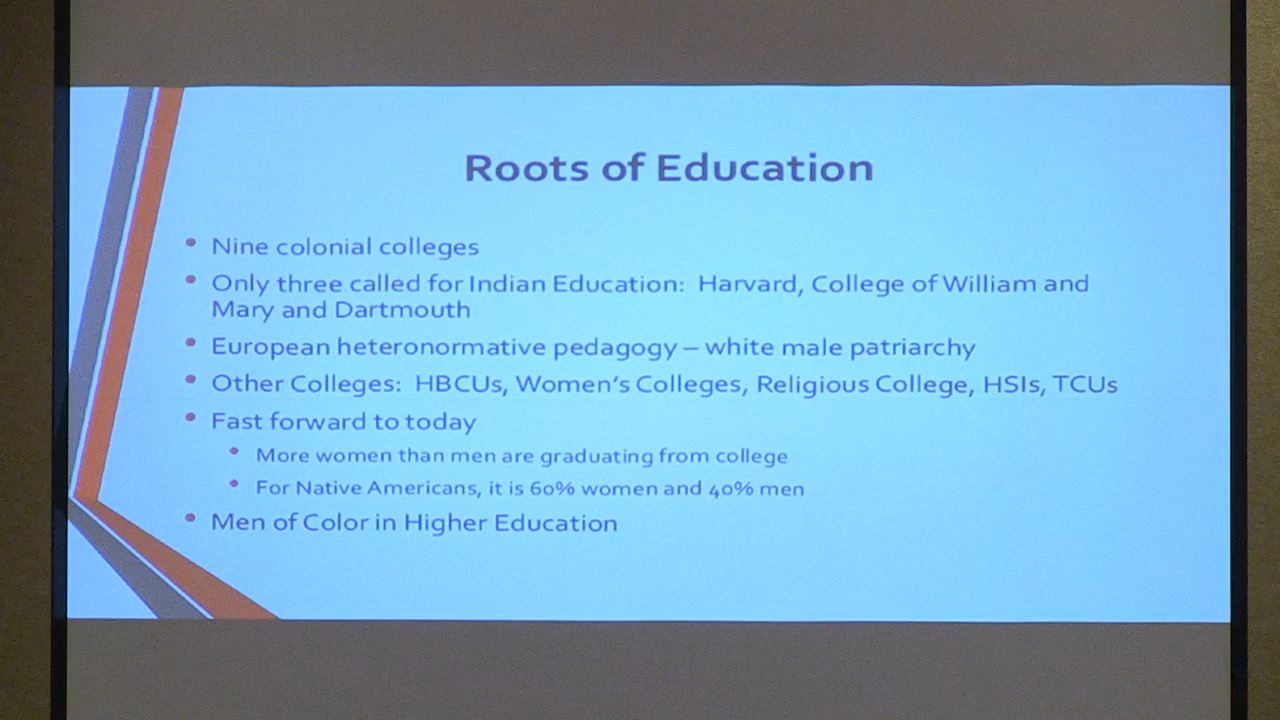 Roots of Education
• Nine colonial colleges
• Only three called for Indian Education: Harvard, College of William and
Mary and Dartmouth
• European heteronormative pedagogy – white male patriarchy
• Other Colleges: HBCUs, Women's Colleges, Religious College, HSIs, TCUs
• Fast forward to today
• More women than men are graduating from college
• For Native Americans, it is 60% women and 40% men
• Men of Color in Higher Education